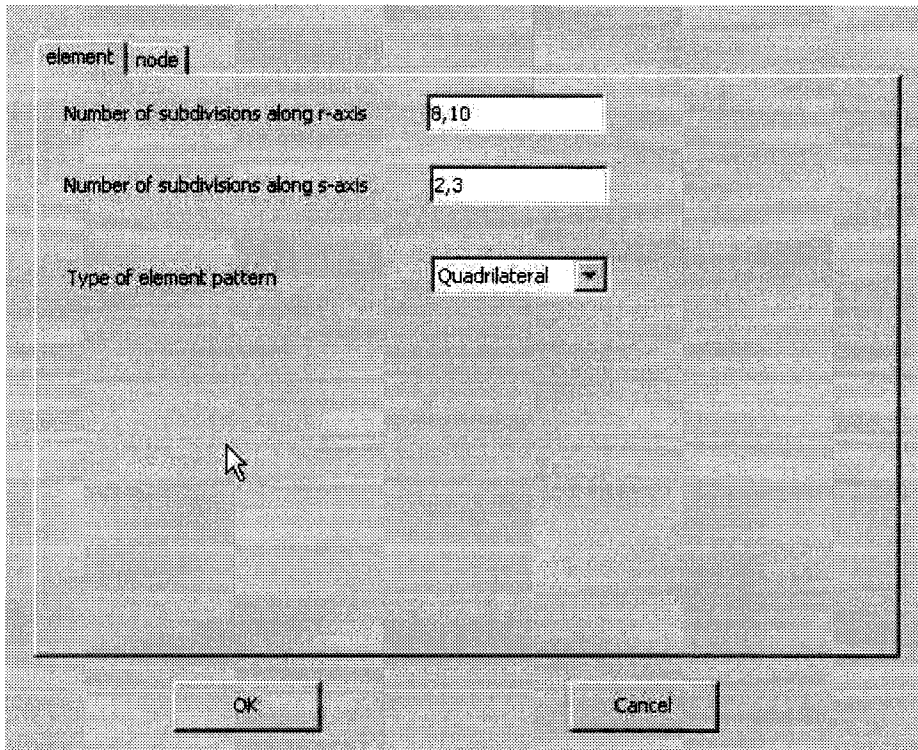 element node
Number of subdivisions along r-axis 8,10
Number of subdivisions along s-axis 2,3
Type of element pattern Quadrilateral
OK Cancel